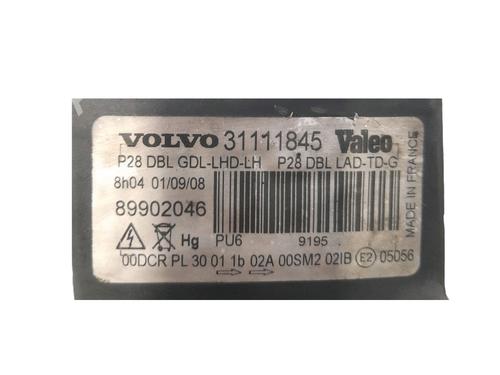 VOLVO 31111845 Valeo
P28 DBL GDL-LHD-LH P28 DBL LAD-TD-G
8h04 01/09/08
89902046
Hg PU6 9195
00DCR PL 30 01 1b 02A 00SM2 02IB E2 05056
MADE IN FRANCE